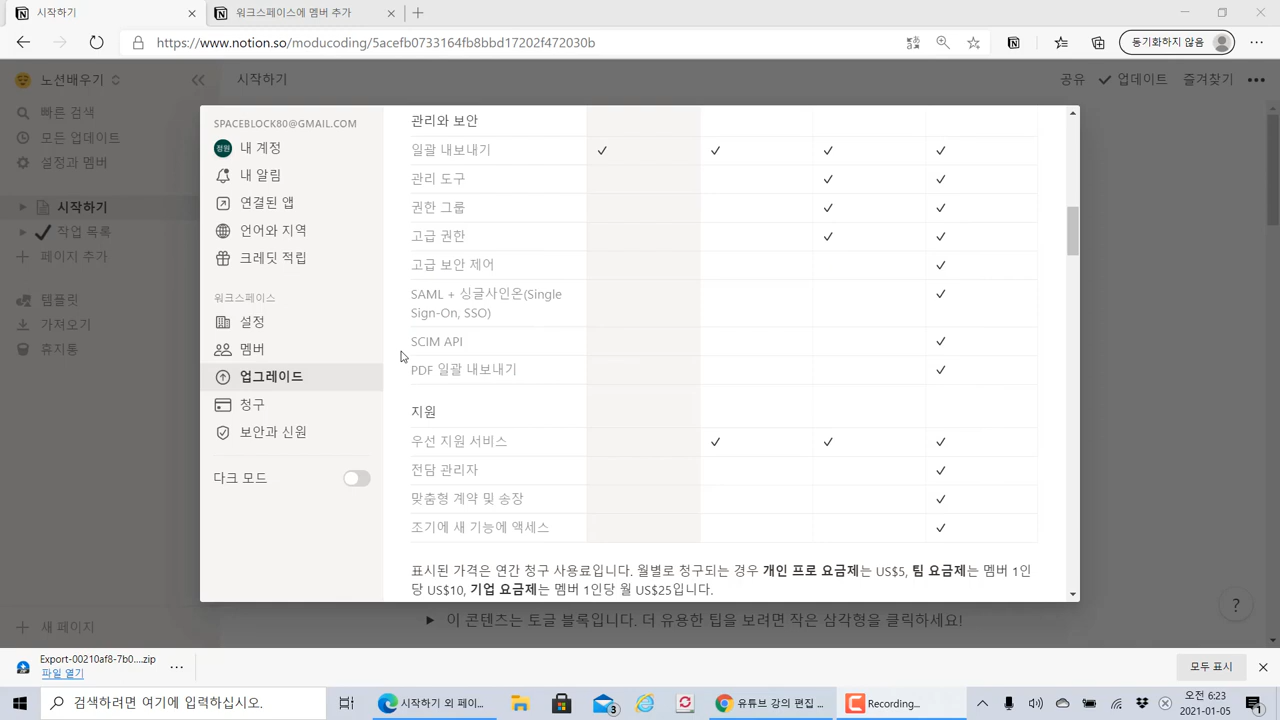 시작하기
워크스페이스에 멤버 추가
https://www.notion.so/moducoding/5acefb0733164fb8bbd17202f472030b
동기화하지 않음
노션배우기
시작하기
공유
업데이트
즐겨찾기
빠른 검색
모든 업데이트
설정과 멤버
시작하기
작업 목록
페이지 추가
템플릿
가져오기
휴지통
새 페이지
SPACEBLOCK80@GMAIL.COM
정원
내 계정
내 알림
연결된 앱
언어와 지역
크레딧 적립
워크스페이스
설정
멤버
업그레이드
청구
보안과 신원
다크 모드
관리와 보안
일괄 내보내기
관리 도구
권한 그룹
고급 권한
고급 보안 제어
SAML + 싱글사인온(Single
Sign-On, SSO)
SCIM API
PDF 일괄 내보내기
지원
우선 지원 서비스
전담 관리자
맞춤형 계약 및 송장
조기에 새 기능에 액세스
표시된 가격은 연간 청구 사용료입니다. 월별로 청구되는 경우 개인 프로 요금제는 US$5, 팀 요금제는 멤버 1인
당 US$10, 기업 요금제는 멤버 1인당 월 US$25입니다.
이 콘텐츠는 토글 블록입니다. 더 유용한 팁을 보려면 작은 삼각형을 클릭하세요!
?
Export-00210af8-7b0....zip
파일 열기
모두 표시
검색하려면 여기에 입력하십시오.
시작하기 외 페이...
3
유튜브 강의 편집 ...
Recording...
오전 6:23
2021-01-05
1